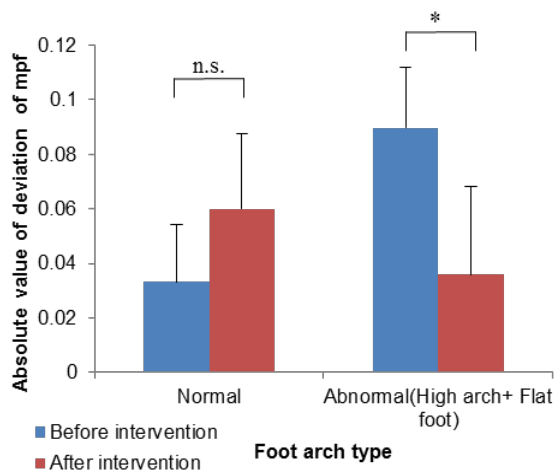 Absolute value of deviation of mpf
0.12
0.1
0.08
0.06
0.04
0.02
0
n.s.
*
Normal
Abnormal(High arch+ Flat
foot)
Before intervention
After intervention
Foot arch type